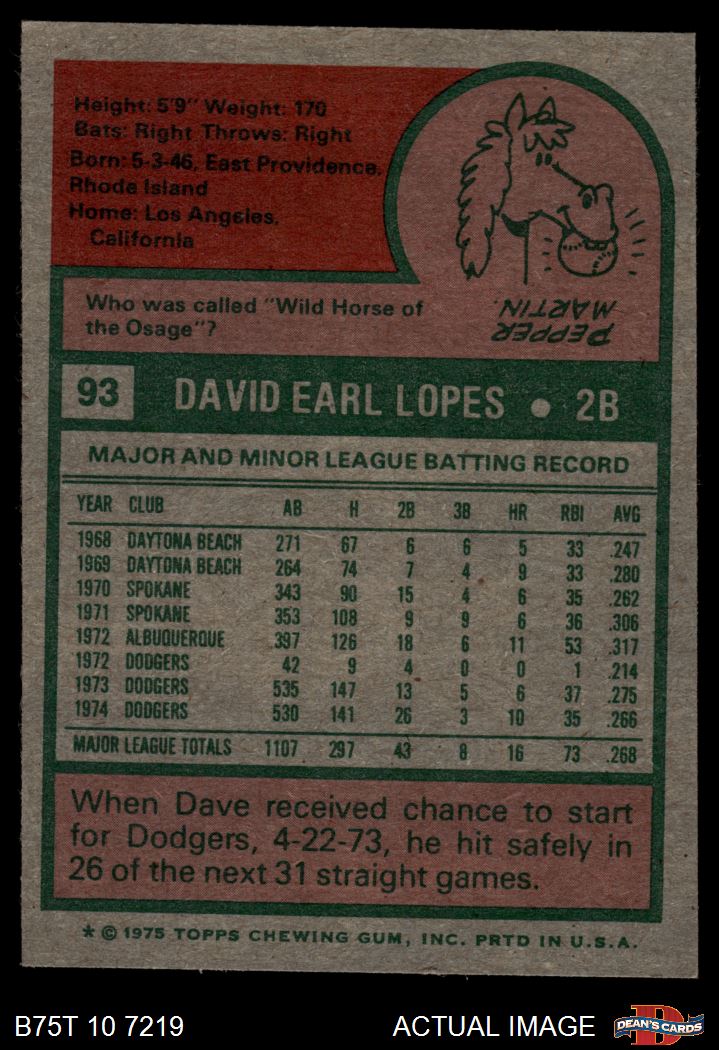 Height: 5'9" Weight: 170
Bats: Right Throws: Right
Born: 5-3-46, East Providence,
Rhode Island
Home: Los Angeles,
California
PEPPER
MARTIN.
Who was called "Wild Horse of
the Osage"?
93 DAVID EARL LOPES • 2B
MAJOR AND MINOR LEAGUE BATTING RECORD
YEAR CLUB AB H 2B 3B HR RBI AVG
1968 DAYTONA BEACH 271 67 6 6 5 33 .247
1969 DAYTONA BEACH 264 74 7 4 9 33 .280
1970 SPOKANE 343 90 15 4 6 35 .262
1971 SPOKANE 353 108 9 9 6 36 .306
1972 ALBUQUERQUE 397 126 18 6 11 53 .317
1972 DODGERS 42 9 4 0 0 1 .214
1973 DODGERS 535 147 13 5 6 37 .275
1974 DODGERS 530 141 26 3 10 35 .266
MAJOR LEAGUE TOTALS 1107 297 43 8 16 73 .268
When Dave received chance to start
for Dodgers, 4-22-73, he hit safely in
26 of the next 31 straight games.
* © 1975 TOPPS CHEWING GUM, INC. PRTD IN U.S.A.
B75T 10 7219 ACTUAL IMAGE DEAN'S CARDS